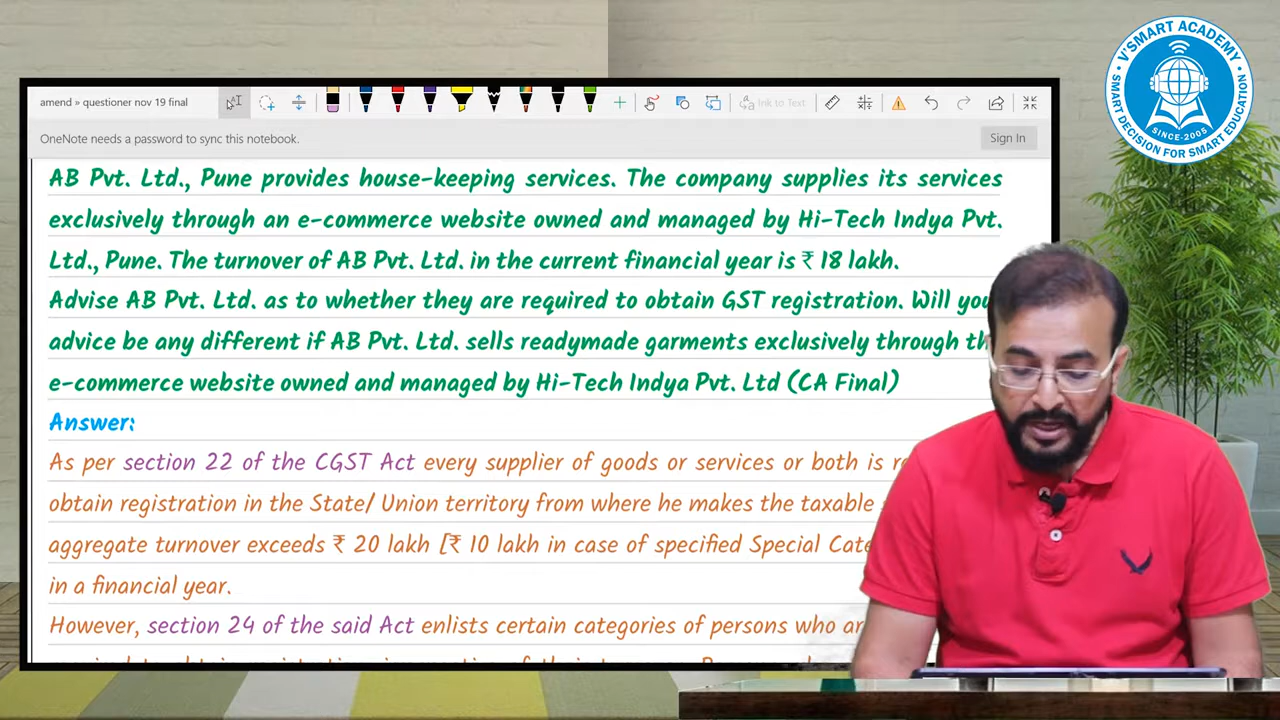 amend » questioner nov 19 final
Ink to Text
OneNote needs a password to sync this notebook.
Sign In
AB Pvt. Ltd., Pune provides house-keeping services. The company supplies its services
exclusively through an e-commerce website owned and managed by Hi-Tech Indya Pvt.
Ltd., Pune. The turnover of AB Pvt. Ltd. in the current financial year is ₹ 18 lakh.
Advise AB Pvt. Ltd. as to whether they are required to obtain GST registration. Will you
advice be any different if AB Pvt. Ltd. sells readymade garments exclusively through th
e-commerce website owned and managed by Hi-Tech Indya Pvt. Ltd (CA Final)
Answer:
As per section 22 of the CGST Act every supplier of goods or services or both is
obtain registration in the State/ Union territory from where he makes the taxable
aggregate turnover exceeds ₹ 20 lakh [₹ 10 lakh in case of specified Special
in a financial year.
However, section 24 of the said Act enlists certain categories of persons who
V'SMART ACADEMY
SINCE-2005
SMART DECISION FOR SMART EDUCATION